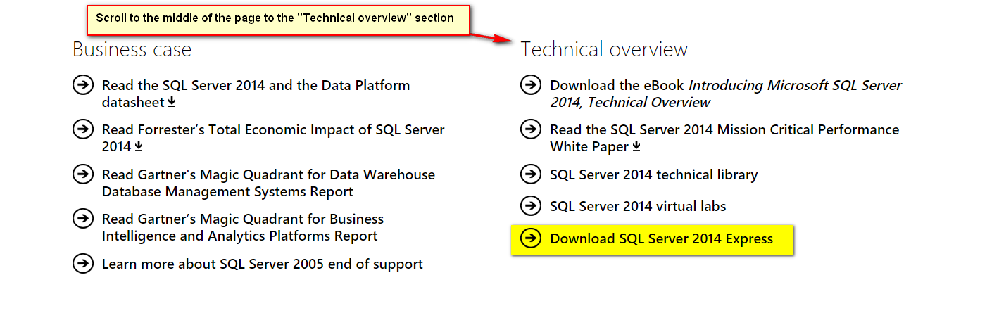 Scroll to the middle of the page to the "Technical overview" section
Business case
Read the SQL Server 2014 and the Data Platform
datasheet
Read Forrester’s Total Economic Impact of SQL Server
2014
Read Gartner's Magic Quadrant for Data Warehouse
Database Management Systems Report
Read Gartner’s Magic Quadrant for Business
Intelligence and Analytics Platforms Report
Learn more about SQL Server 2005 end of support
Technical overview
Download the eBook Introducing Microsoft SQL Server
2014, Technical Overview
Read the SQL Server 2014 Mission Critical Performance
White Paper
SQL Server 2014 technical library
SQL Server 2014 virtual labs
Download SQL Server 2014 Express